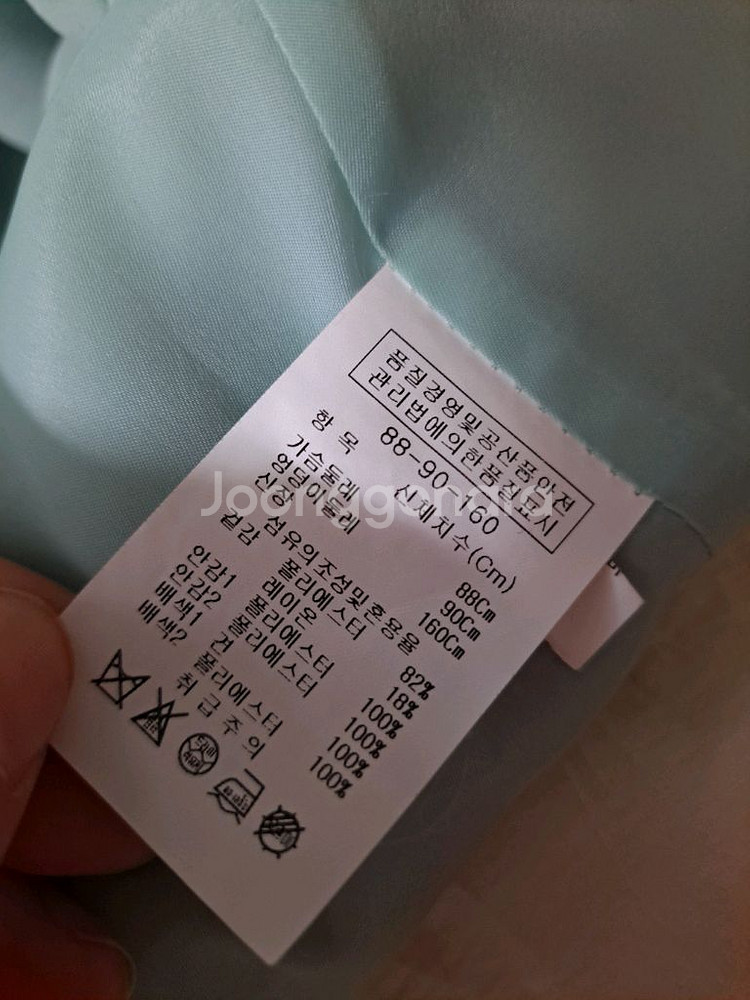 품질경영및공산품안전
관리법에의한품질표시
88-90-160
항 목 신체치수(Cm)
가슴둘레 88Cm
엉덩이둘레 90Cm
신장 160Cm
섬유의조성및혼용율
겉감 폴리에스터 82%
레이온 18%
안감1 폴리에스터 100%
안감2 폴리에스터 100%
배색1 견 100%
배색2 폴리에스터 100%
취급주의
Joonggonara